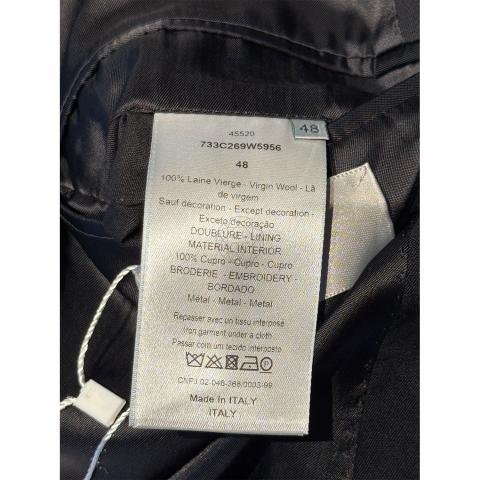 48
45520
733C269W5956
48
100% Laine Vierge - Virgin Wool - Lã
de virgem
Sauf décoration - Except decoration -
Exceto decoração
DOUBLURE - LINING
MATERIAL INTERIOR
100% Cupro - Cupro - Cupro
BRODERIE - EMBROIDERY -
BORDADO
Métal - Metal - Metal
Repasser avec un tissu interposé
Iron garment under a cloth
Passar com um tecido interposto
CNPJ 02-046-368/0003-99
Made In ITALY
ITALY